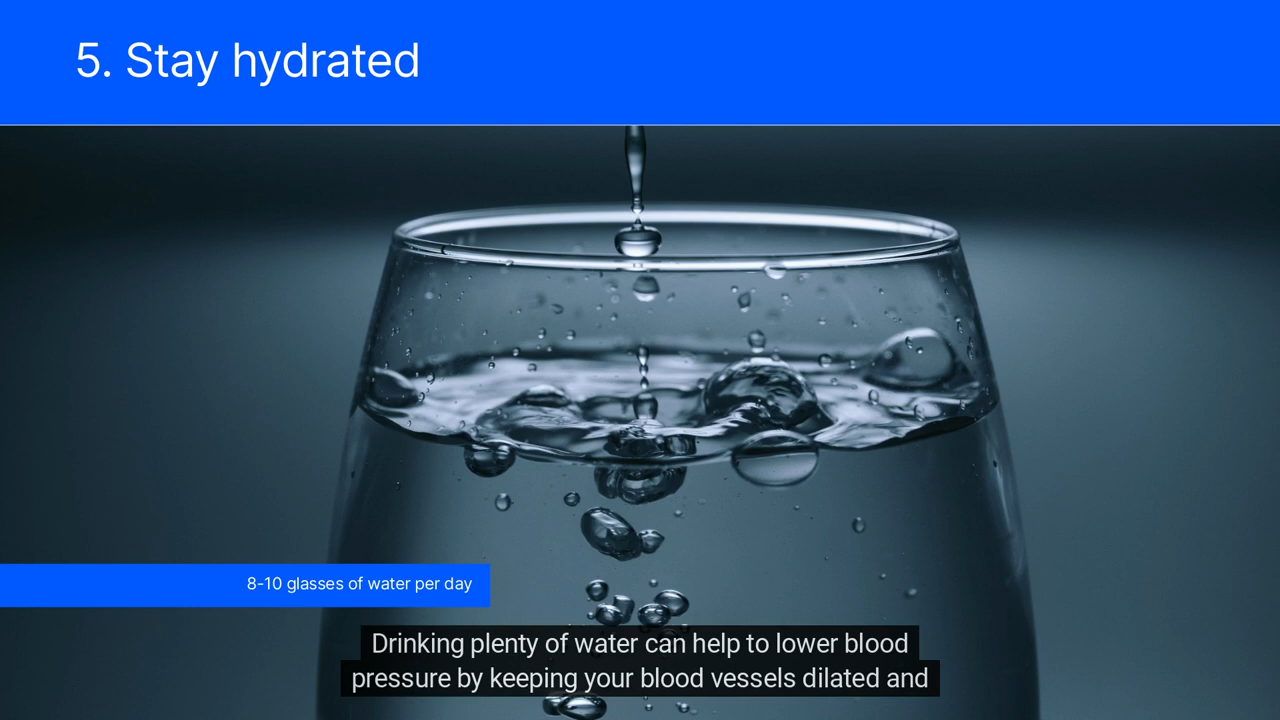 5. Stay hydrated
8-10 glasses of water per day
Drinking plenty of water can help to lower blood
pressure by keeping your blood vessels dilated and